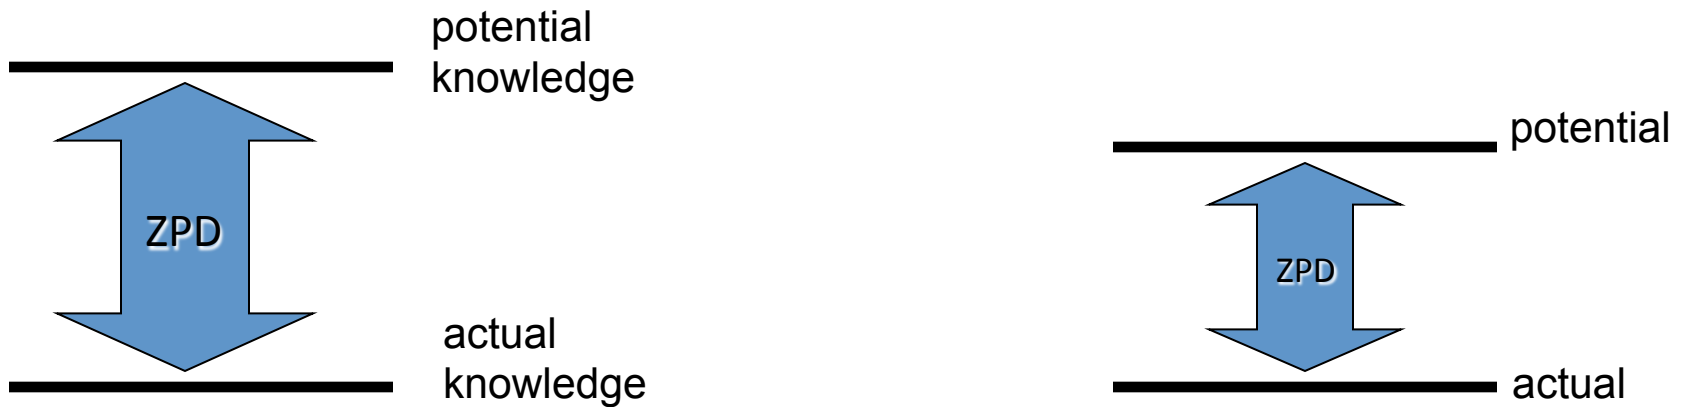 potential
knowledge
ZPD
actual
knowledge
potential
ZPD
actual